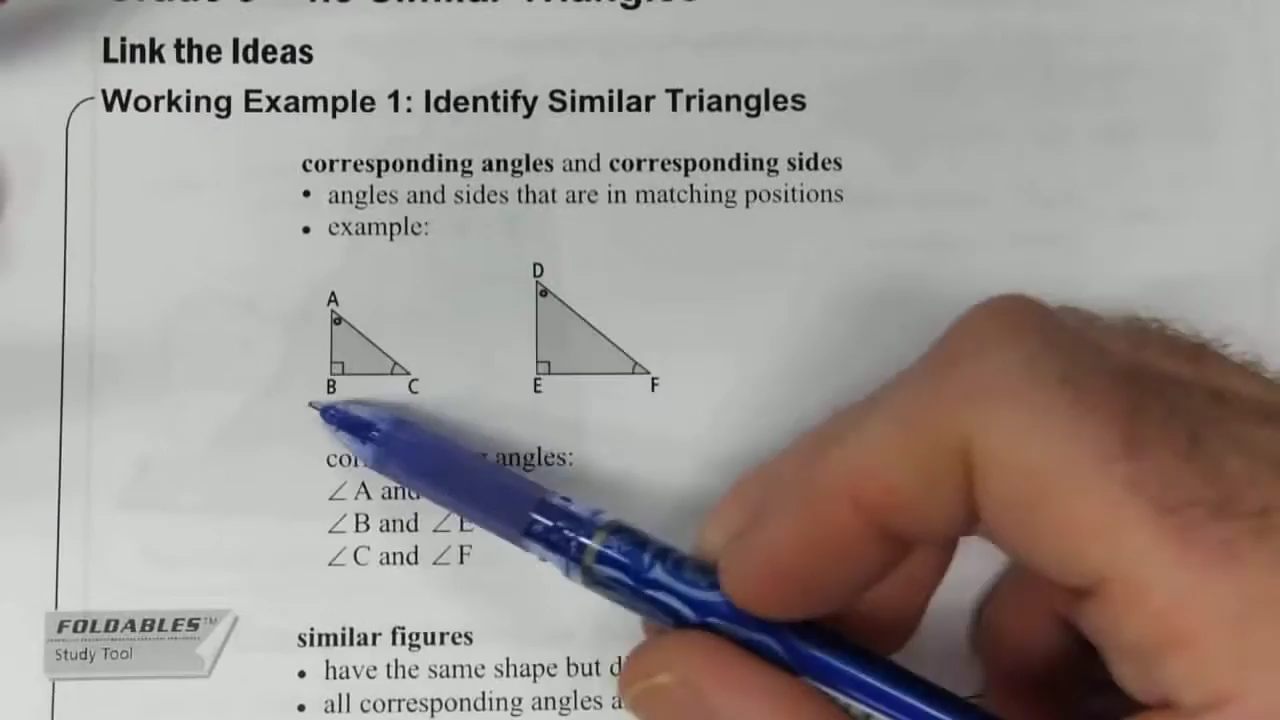 Link the Ideas
Working Example 1: Identify Similar Triangles
corresponding angles and corresponding sides
• angles and sides that are in matching positions
• example:
D
A
B C E F
angles:
∠A and
∠B and ∠E
∠C and ∠F
FOLDABLES™
Study Tool
similar figures
• have the same shape but
• all corresponding angles